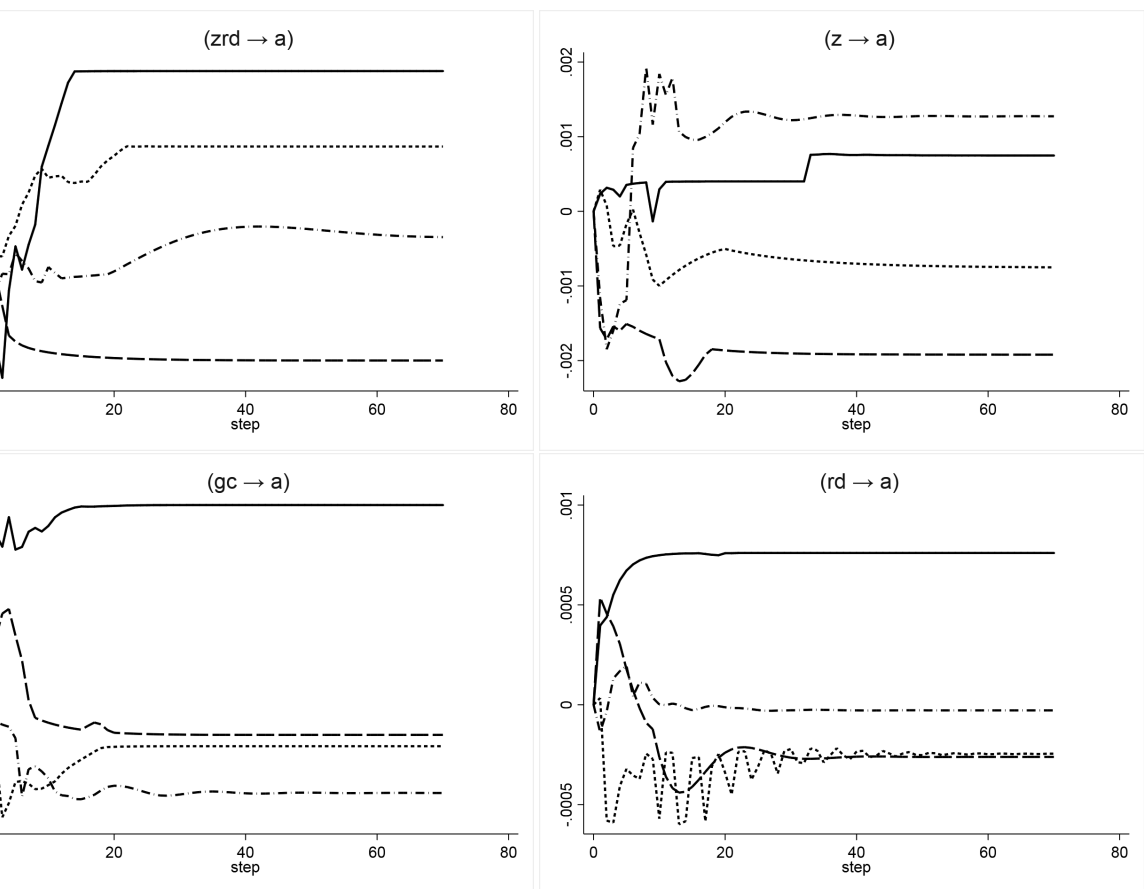 (zrd → a)
20 40 60 80
step
(z → a)
.002
.001
0
-.001
-.002
0 20 40 60 80
step
(gc → a)
20 40 60 80
step
(rd → a)
.001
.0005
0
-.0005
0 20 40 60 80
step